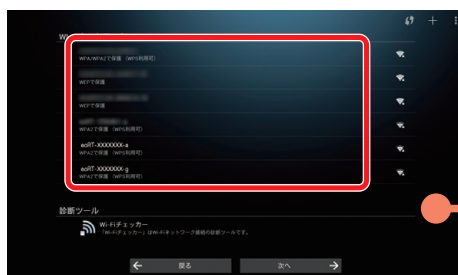 WPA/WPA2で保護 (WPS利用可)
WEPで保護
WEPで保護
WPA2で保護 (WPS利用可)
aoRT-XXXXXXX-a
WPA2で保護 (WPS利用可)
aoRT-XXXXXXX-g
WPA2で保護 (WPS利用可)
診断ツール
Wi-Fiチェッカー
「Wi-Fiチェッカー」はWi-Fiネットワーク接続の診断ツールです。
← 戻る
次へ →